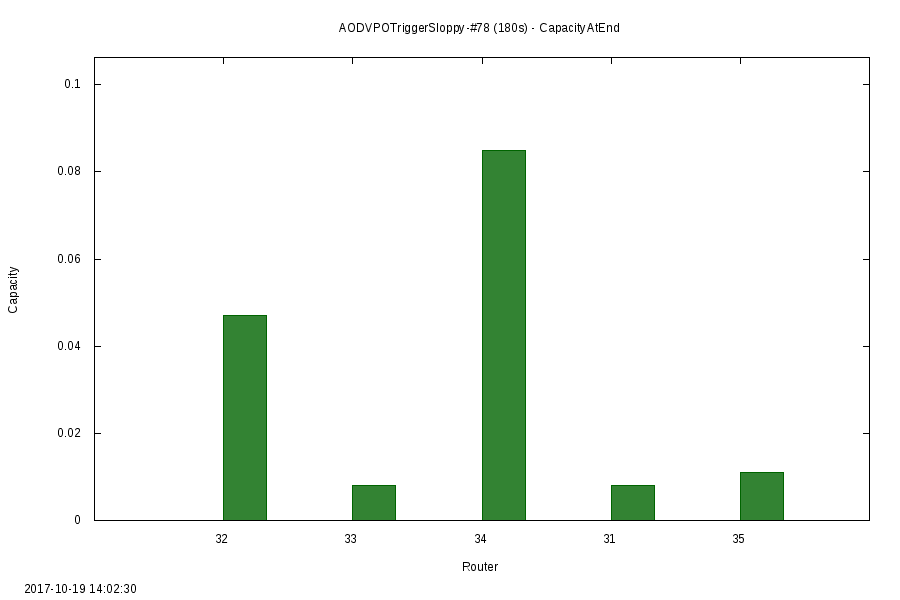 AODVPOTriggerSloppy-#78 (180s) - CapacityAtEnd
0.1
0.08
0.06
0.04
0.02
0
Capacity
32 33 34 31 35
Router
2017-10-19 14:02:30